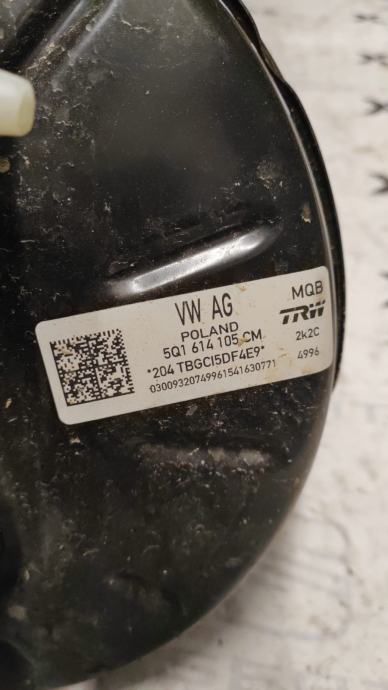 VW AG
MQB
POLAND
TRW
5Q1 614 105 CM
2k2C
*204 TBGCI5DF4E9*
4996
03009320749961541630771